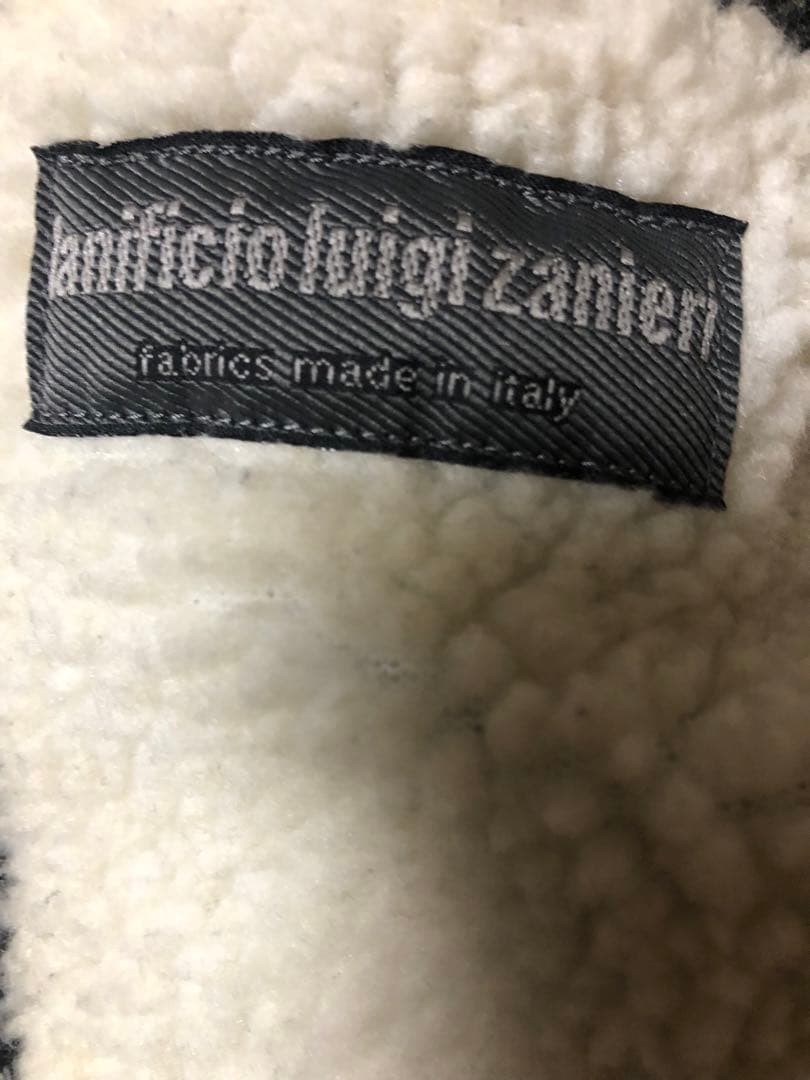 lanificio luigi zanieri
fabrics made in italy